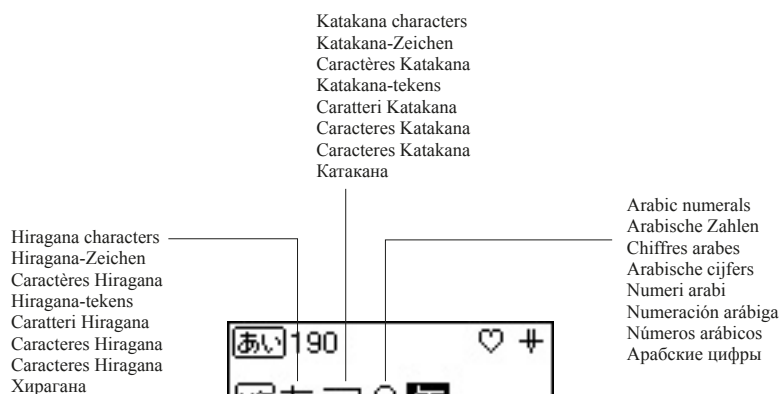 Katakana characters
Katakana-Zeichen
Caractères Katakana
Katakana-tekens
Caratteri Katakana
Caracteres Katakana
Caracteres Katakana
Катакана
Arabic numerals
Arabische Zahlen
Chiffres arabes
Arabische cijfers
Numeri arabi
Numeración arábiga
Números arábicos
Арабские цифры
Hiragana characters
Hiragana-Zeichen
Caractères Hiragana
Hiragana-tekens
Caratteri Hiragana
Caracteres Hiragana
Caracteres Hiragana
Хирагана
あい 190